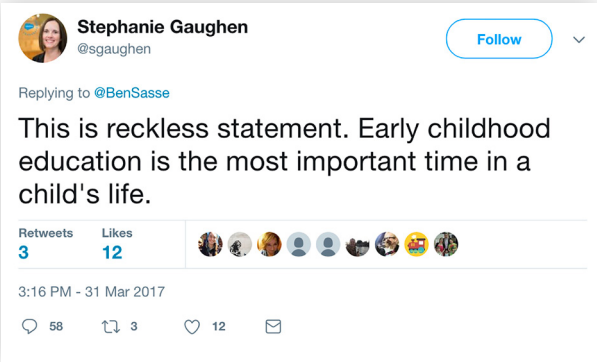 Stephanie Gaughen
@sgaughen
Follow
Replying to @BenSasse
This is reckless statement. Early childhood
education is the most important time in a
child's life.
Retweets Likes
3 12
3:16 PM - 31 Mar 2017
58 3 12